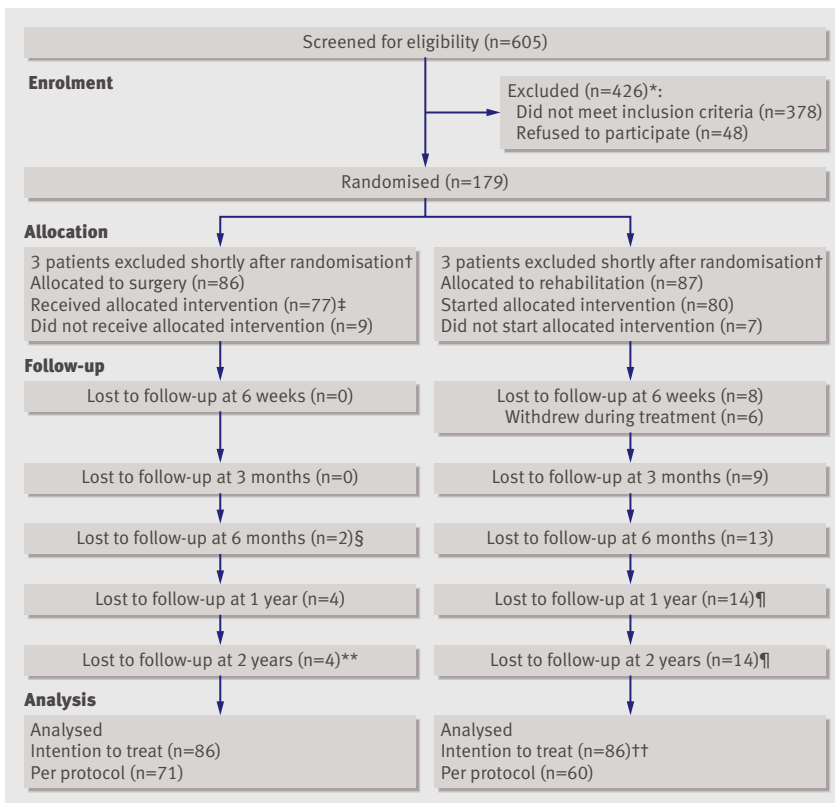 Screened for eligibility (n=605)
Enrolment
Excluded (n=426)*:
Did not meet inclusion criteria (n=378)
Refused to participate (n=48)
Randomised (n=179)
Allocation
3 patients excluded shortly after randomisation†
Allocated to surgery (n=86)
Received allocated intervention (n=77)‡
Did not receive allocated intervention (n=9)
3 patients excluded shortly after randomisation†
Allocated to rehabilitation (n=87)
Started allocated intervention (n=80)
Did not start allocated intervention (n=7)
Follow-up
Lost to follow-up at 6 weeks (n=0)
Lost to follow-up at 6 weeks (n=8)
Withdrew during treatment (n=6)
Lost to follow-up at 3 months (n=0)
Lost to follow-up at 3 months (n=9)
Lost to follow-up at 6 months (n=2)§
Lost to follow-up at 6 months (n=13)
Lost to follow-up at 1 year (n=4)
Lost to follow-up at 1 year (n=14)¶
Lost to follow-up at 2 years (n=4)**
Lost to follow-up at 2 years (n=14)¶
Analysis
Analysed
Intention to treat (n=86)
Per protocol (n=71)
Analysed
Intention to treat (n=86)††
Per protocol (n=60)